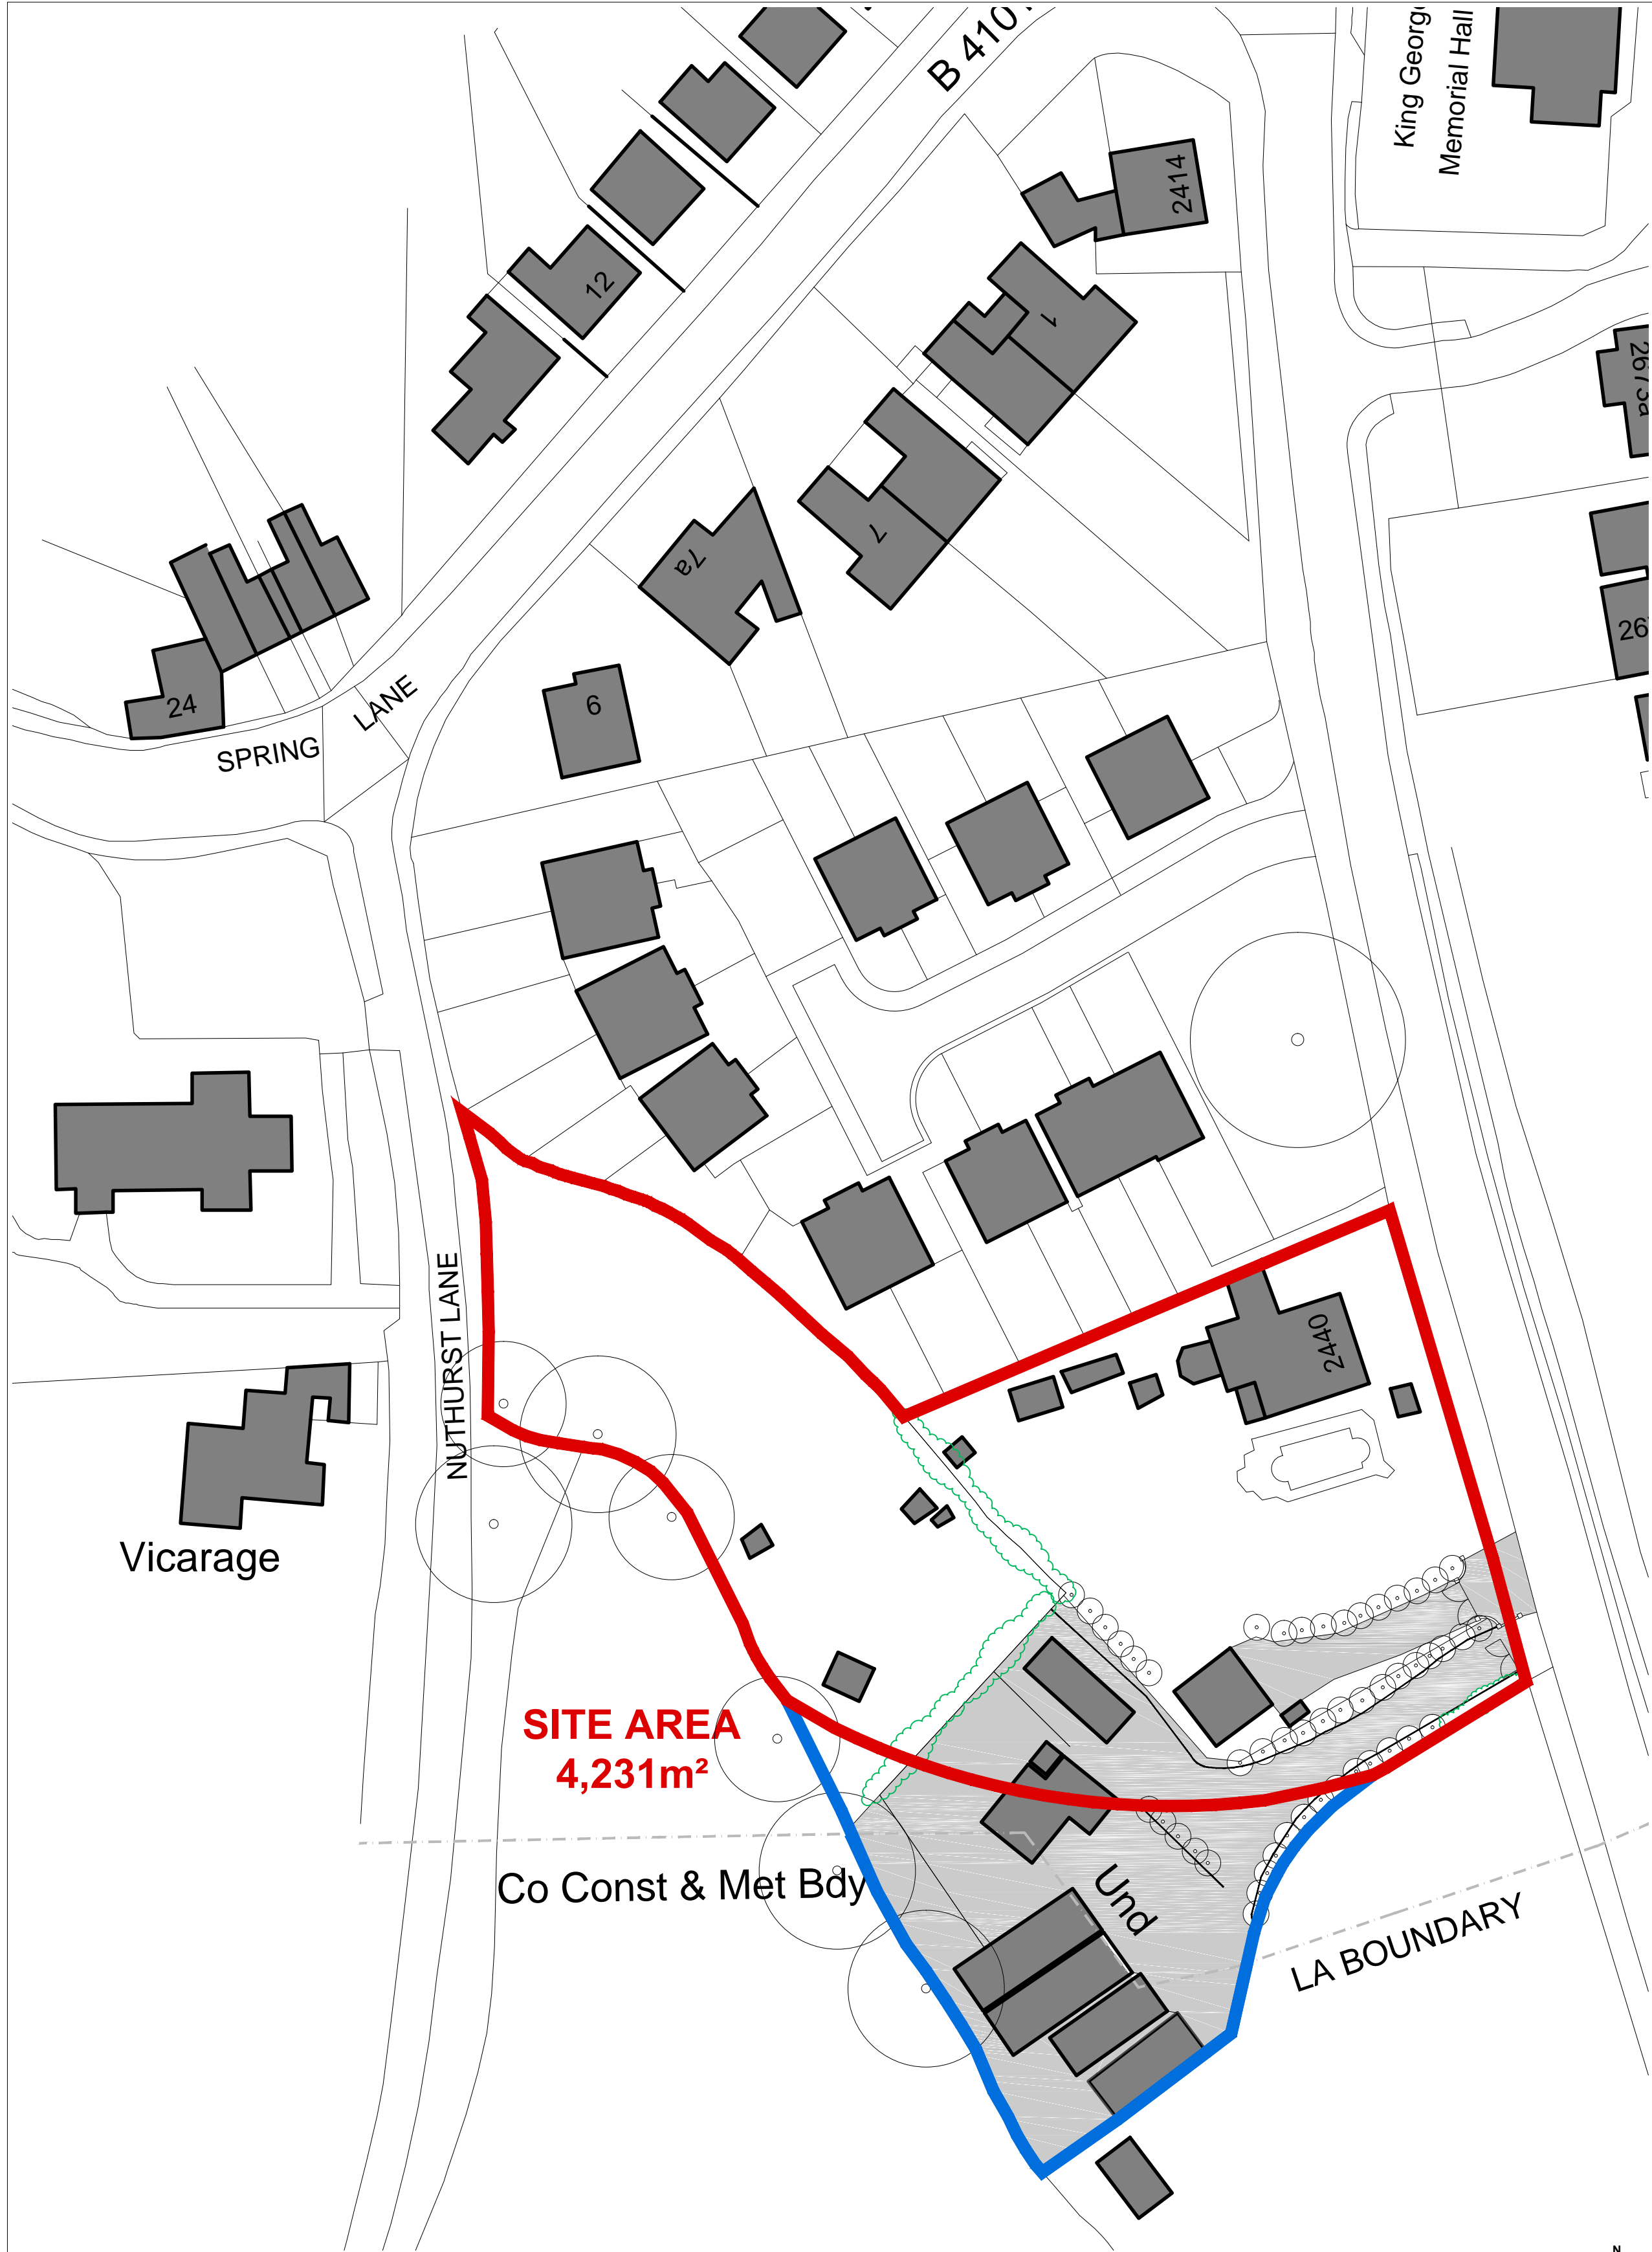 B 410
King George
Memorial Hall
2414
12
1
2673a
7
7a
24
6
LANE
SPRING
NUTHURST LANE
2440
Vicarage
SITE AREA
4,231m²
Co Const & Met Bdy
Und
LA BOUNDARY
N